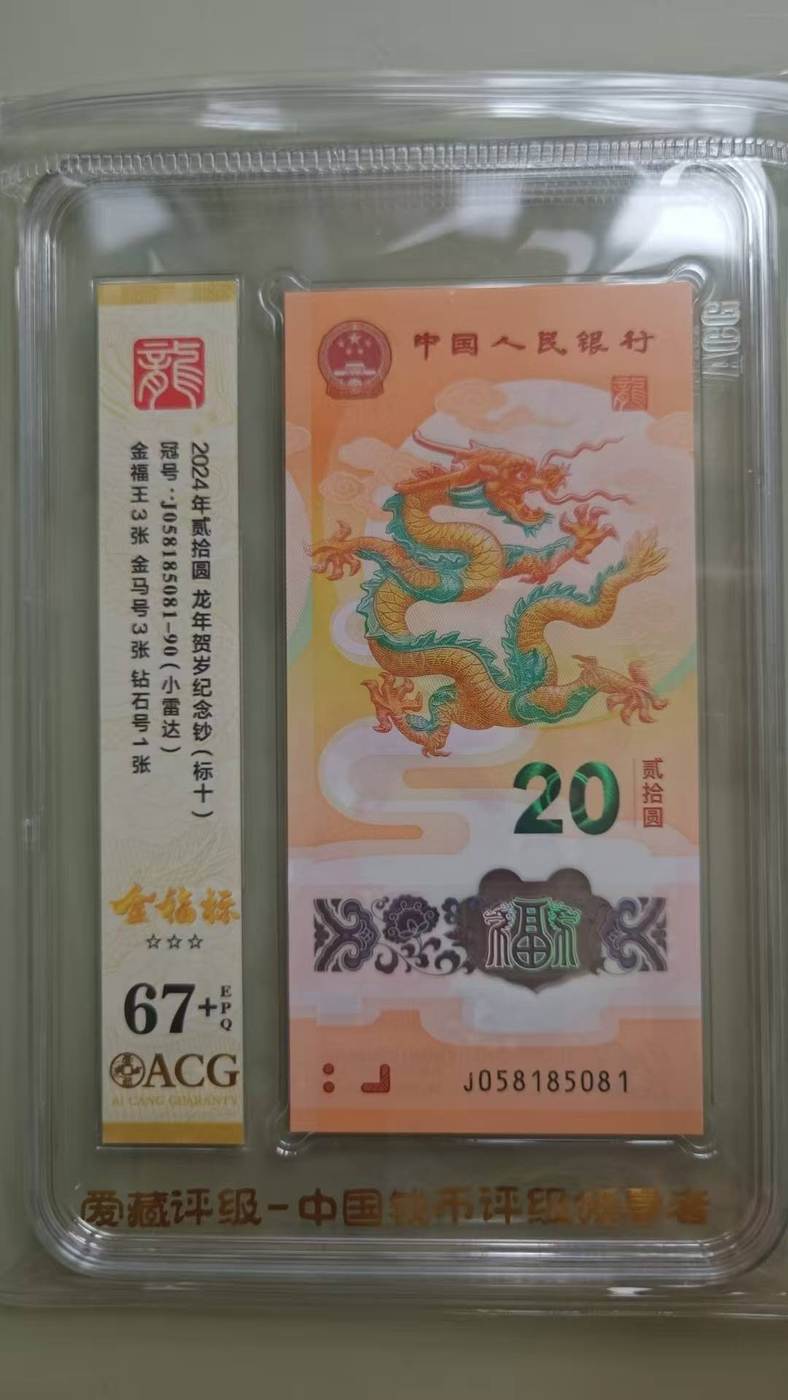 龍
2024年贰拾圆 龙年贺岁纪念钞(标十)
冠号:J058185081-90(小雷达)
金福王3张 金马号3张 钻石号1张
金福标
☆☆☆
67+EPQ
ACG
AI CANG GUARANTY
中国人民银行
龍
20
贰拾圆
福
J058185081
ACG
爱藏评级-中国钱币评级领导者